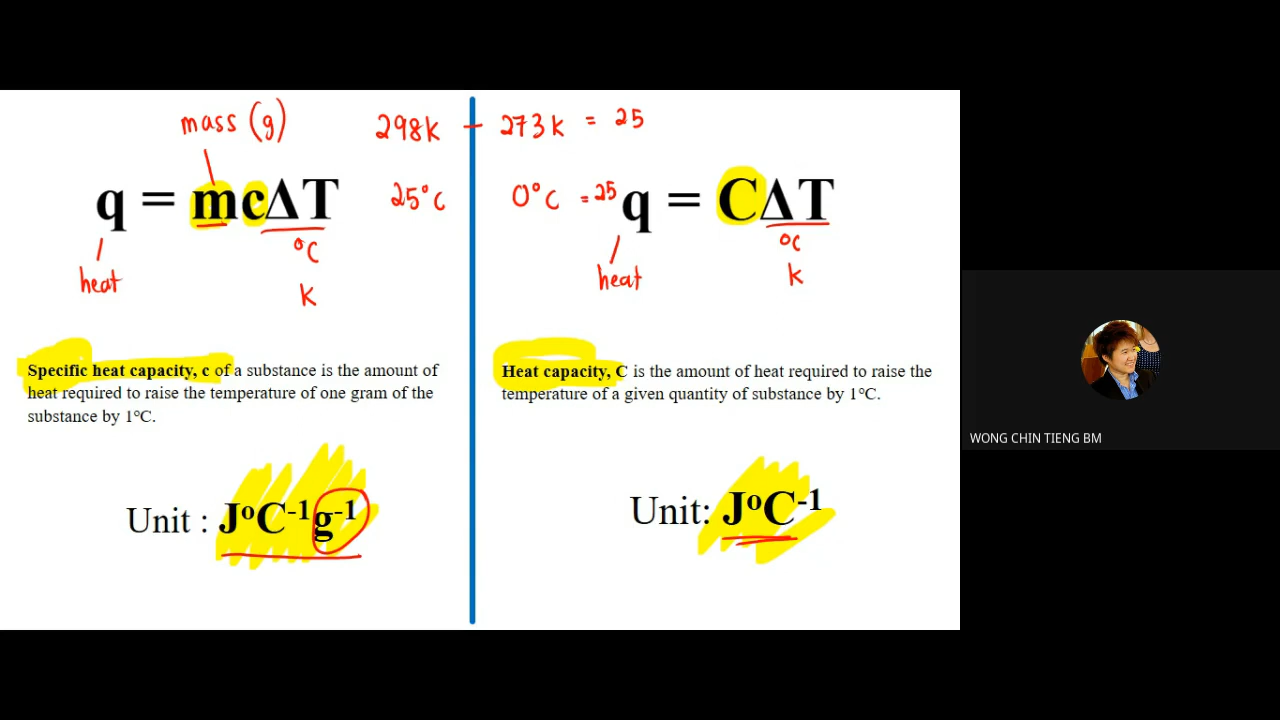 mass (g)
298K - 273K = 25
q = mcΔT
25°C 0°C = 25
q = CΔT
°C
K
heat
°C
K
heat
Specific heat capacity, c of a substance is the amount of
heat required to raise the temperature of one gram of the
substance by 1°C.
Heat capacity, C is the amount of heat required to raise the
temperature of a given quantity of substance by 1°C.
Unit : J°C⁻¹g⁻¹
Unit: J°C⁻¹
WONG CHIN TIENG BM